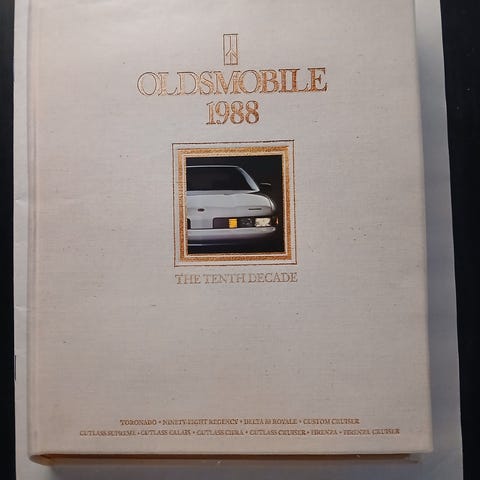 OLDSMOBILE
1988
THE TENTH DECADE
TORONADO • NINETY-EIGHT REGENCY • DELTA 88 ROYALE • CUSTOM CRUISER
CUTLASS SUPREME • CUTLASS CALAIS • CUTLASS CIERA • CUTLASS CRUISER • FIRENZA • FIRENZA CRUISER